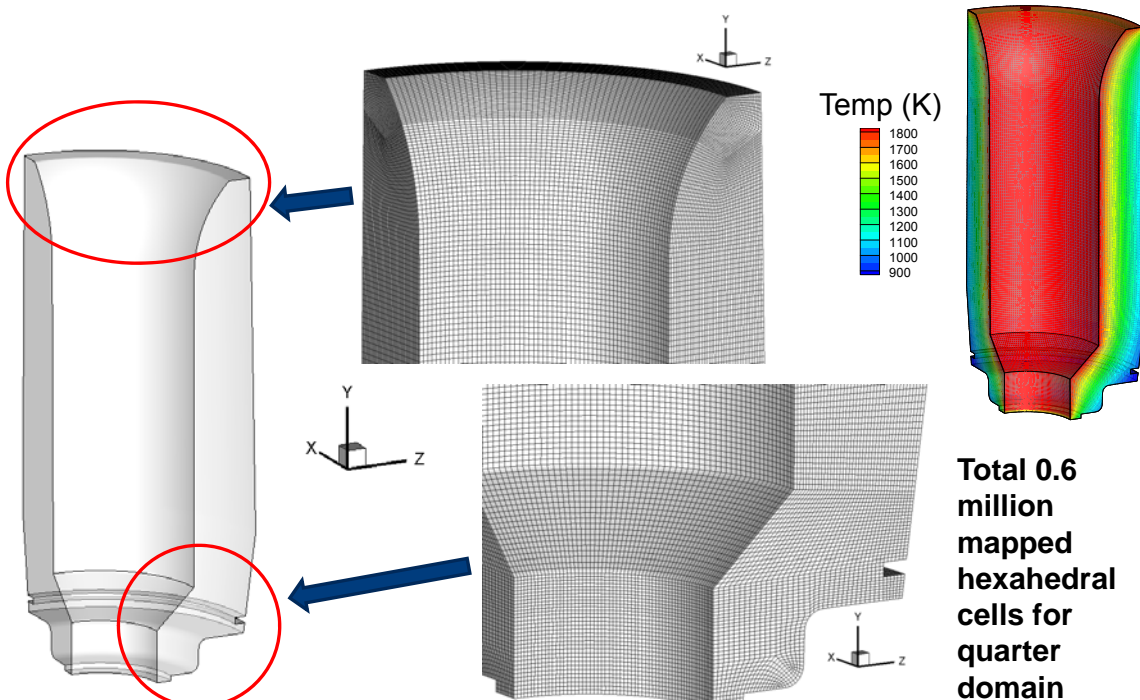 Y
X
Z
Temp (K)
1800
1700
1600
1500
1400
1300
1200
1100
1000
900
Y
X
Z
Total 0.6
million
mapped
hexahedral
cells for
quarter
domain
Y
X
Z